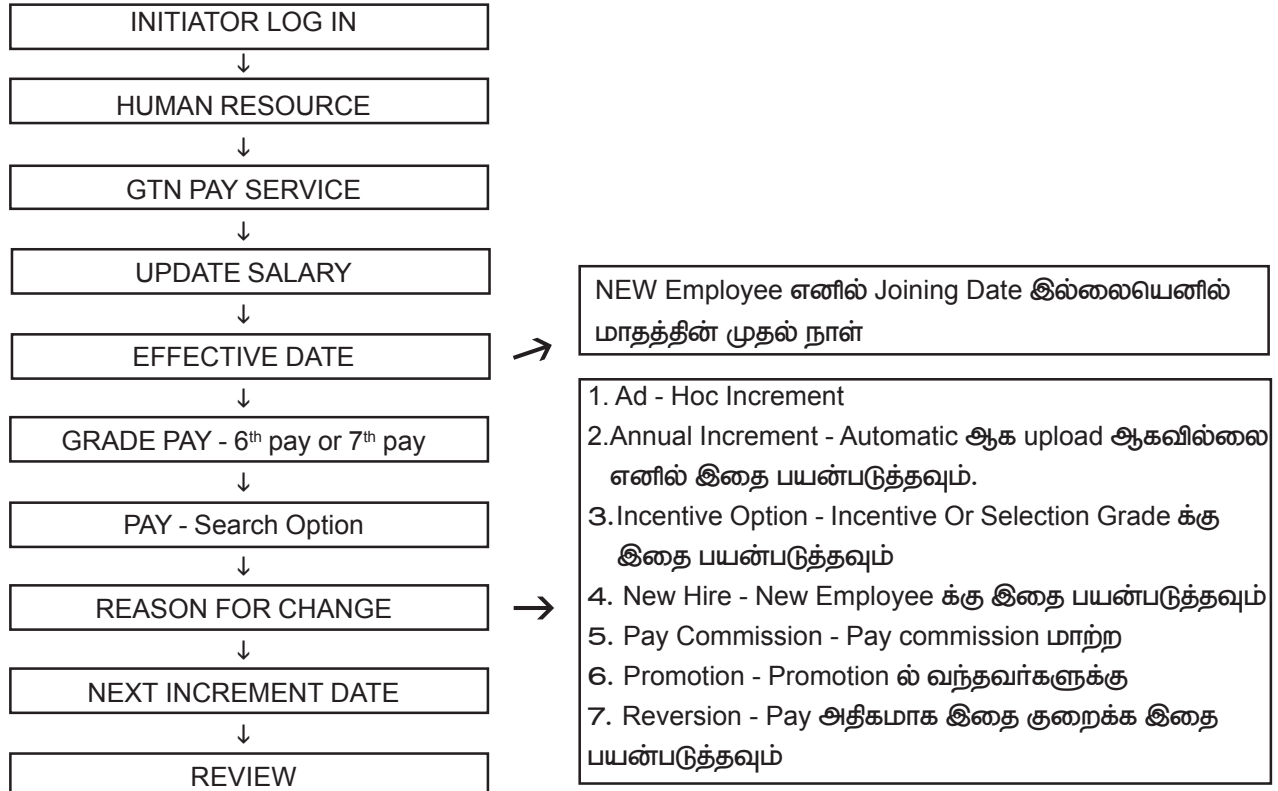 INITIATOR LOG IN
↓
HUMAN RESOURCE
↓
GTN PAY SERVICE
↓
UPDATE SALARY
↓
EFFECTIVE DATE
→
NEW Employee எனில் Joining Date இல்லையெனில்
மாதத்தின் முதல் நாள்
↓
GRADE PAY - 6th pay or 7th pay
↓
PAY - Search Option
↓
REASON FOR CHANGE
→
1. Ad - Hoc Increment
2.Annual Increment - Automatic ஆக upload ஆகவில்லை
எனில் இதை பயன்படுத்தவும்.
3.Incentive Option - Incentive Or Selection Grade க்கு
இதை பயன்படுத்தவும்
4. New Hire - New Employee க்கு இதை பயன்படுத்தவும்
5. Pay Commission - Pay commission மாற்ற
6. Promotion - Promotion ல் வந்தவர்களுக்கு
7. Reversion - Pay அதிகமாக இதை குறைக்க இதை
பயன்படுத்தவும்
↓
NEXT INCREMENT DATE
↓
REVIEW